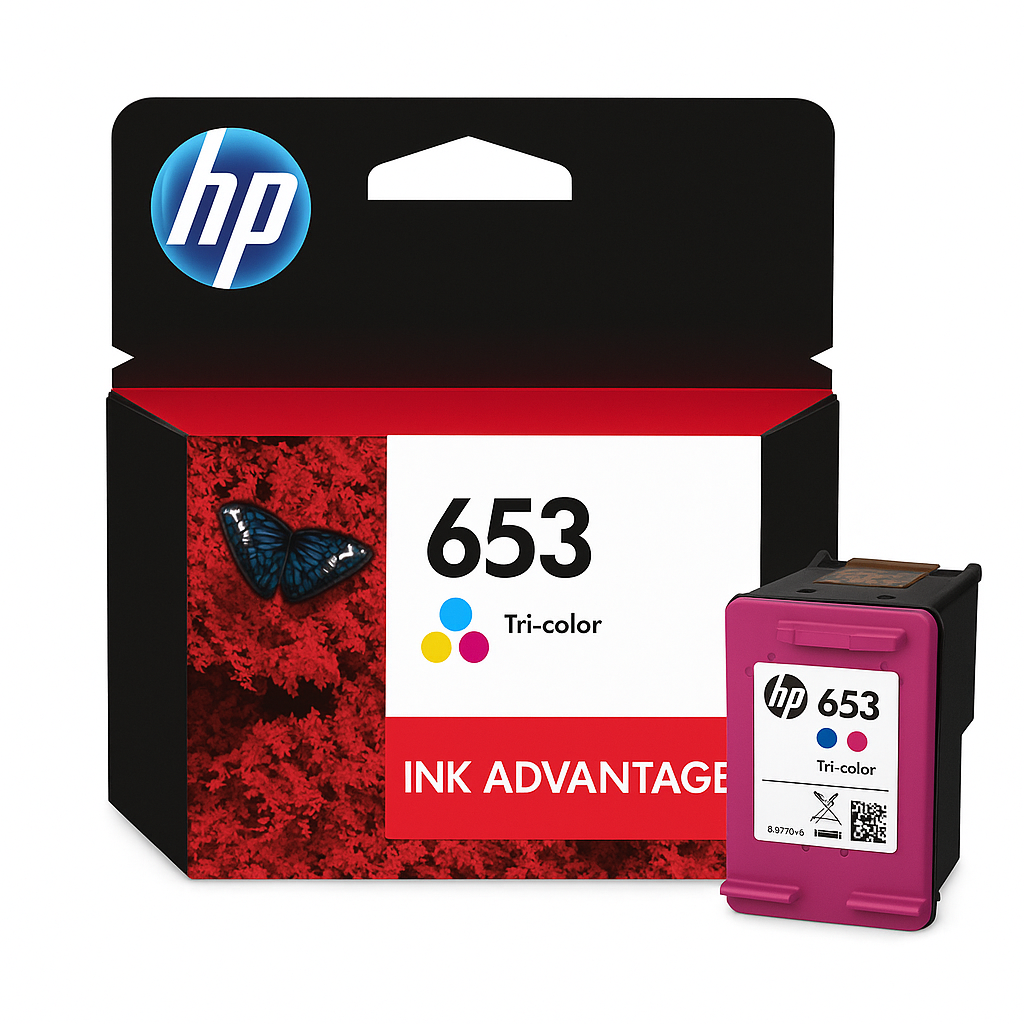 hp
653
Tri-color
INK ADVANTAGE
hp 653
Tri-color
8.9770v6